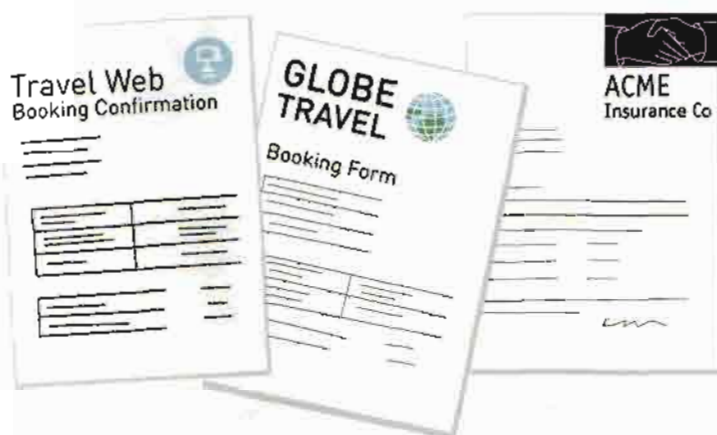 Travel Web
Booking Confirmation
GLOBE
TRAVEL
Booking Form
ACME
Insurance Co